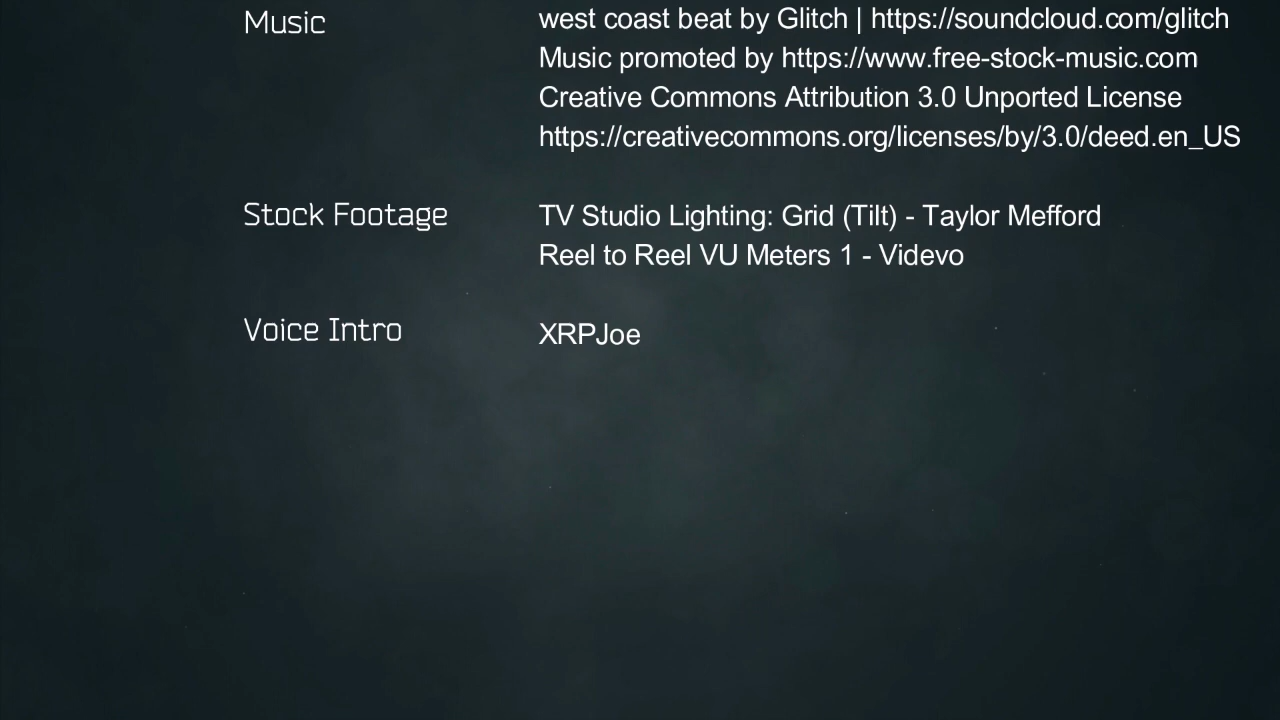 Music
west coast beat by Glitch | https://soundcloud.com/glitch
Music promoted by https://www.free-stock-music.com
Creative Commons Attribution 3.0 Unported License
https://creativecommons.org/licenses/by/3.0/deed.en_US
Stock Footage
TV Studio Lighting: Grid (Tilt) - Taylor Mefford
Reel to Reel VU Meters 1 - Videvo
Voice Intro
XRPJoe